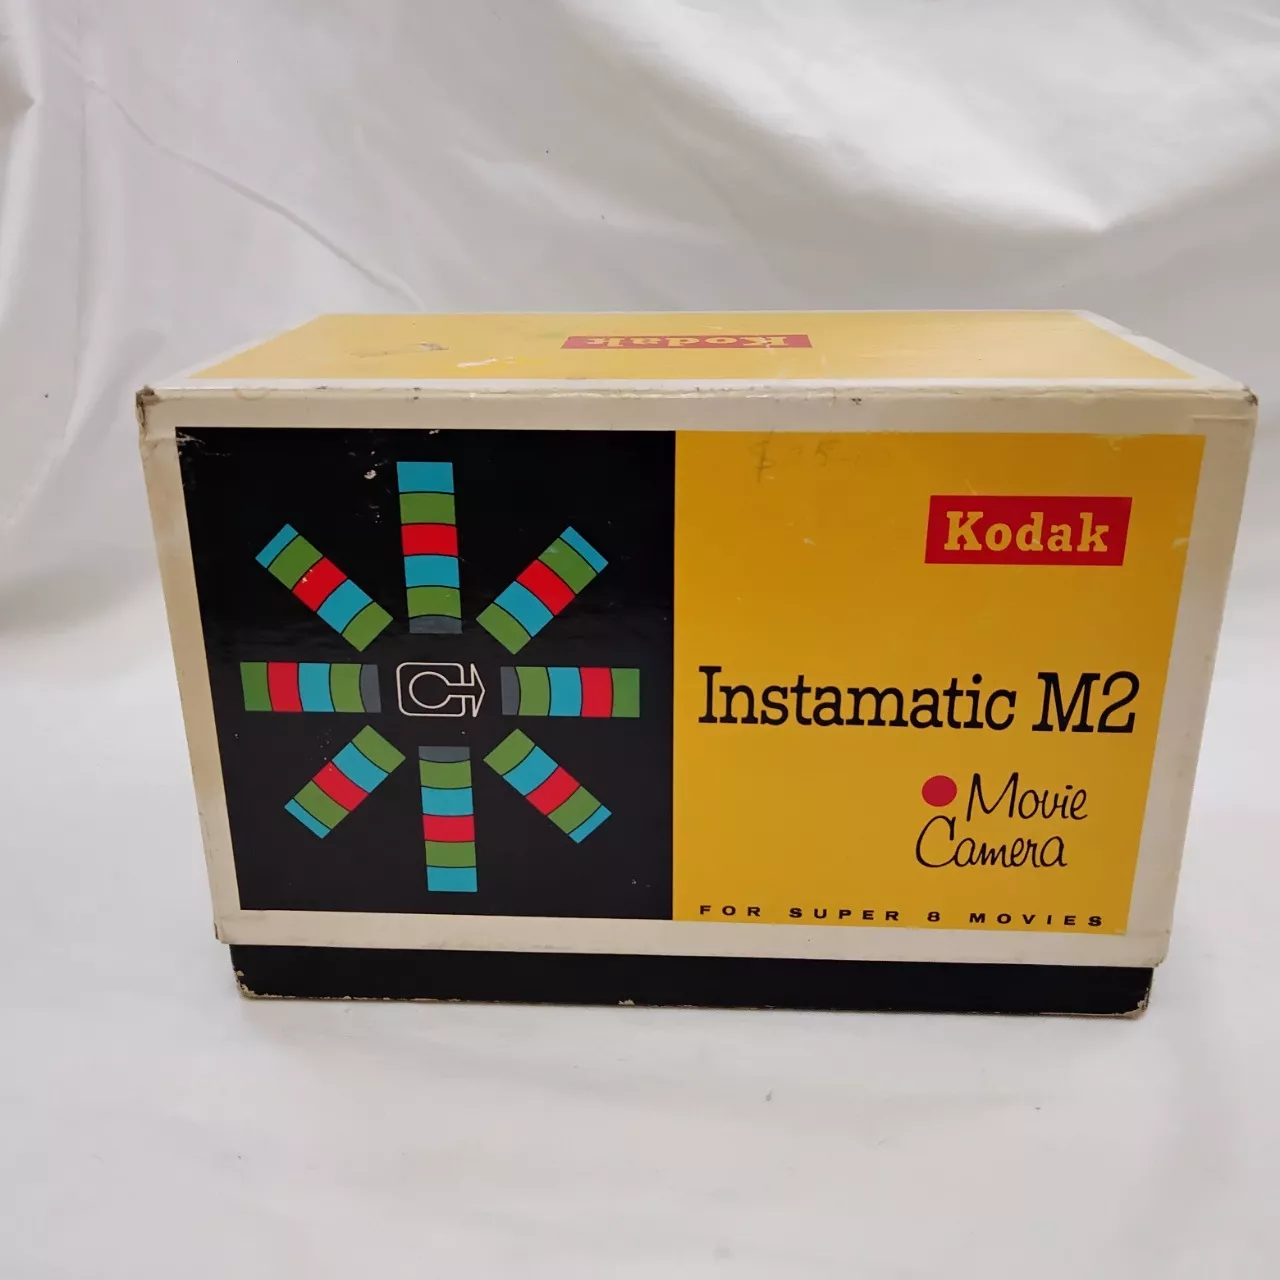 Kodak
Kodak
Instamatic M2
Movie
Camera
FOR SUPER 8 MOVIES